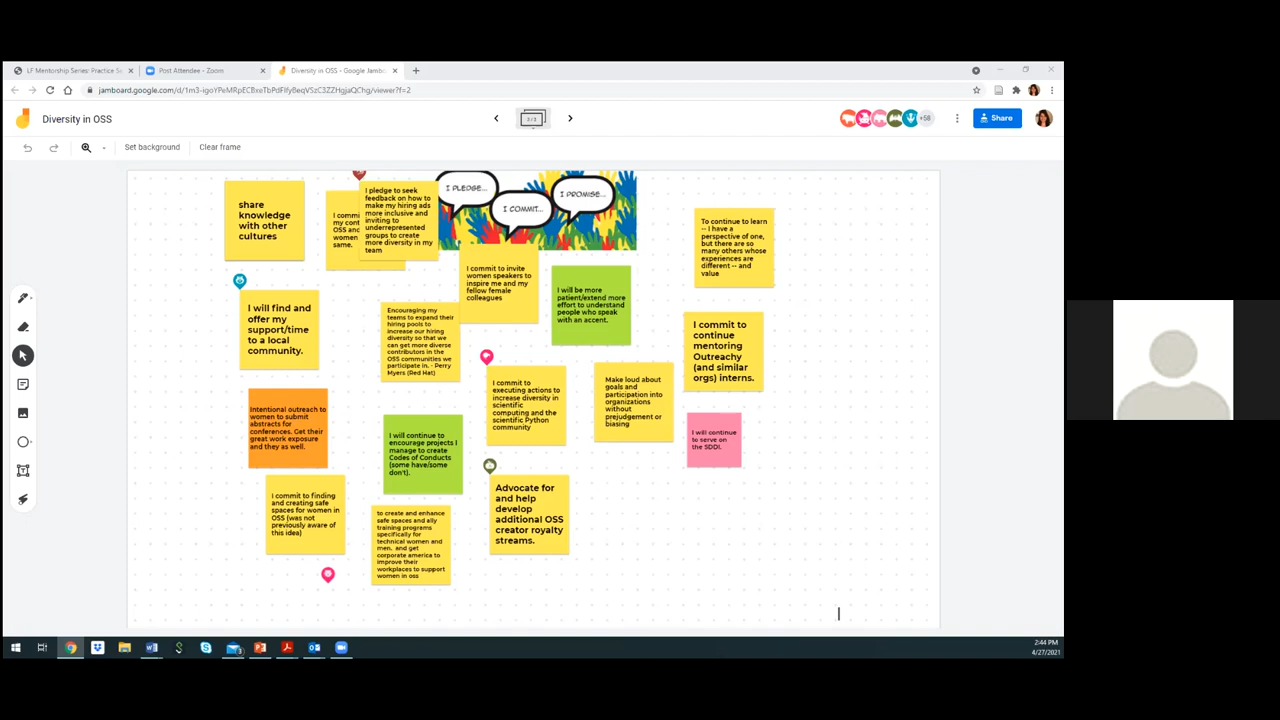 LF Mentorship Series: Practice Se
Post Attendee - Zoom
Diversity in OSS - Google Jambo
Diversity in OSS
2/3
+58
Share
Set background
Clear frame
share
knowledge
with other
cultures
I commi
my cont
OSS and
women
same.
I pledge to seek
feedback on how to
make my hiring ads
more inclusive and
inviting to
underrepresented
groups to create
more diversity in my
team
I PLEDGE...
I COMMIT...
I PROMISE...
To continue to learn
-- I have a
perspective of one,
but there are so
many others whose
experiences are
different -- and
value
I commit to invite
women speakers to
inspire me and my
fellow female
colleagues
I will be more
patient/extend more
effort to understand
people who speak
with an accent.
I will find and
offer my
support/time
to a local
community.
Encouraging my
teams to expand their
hiring pools to
increase our hiring
diversity so that we
can get more diverse
contributors in the
OSS communities we
participate in. - Perry
Myers (Red Hat)
I commit to
continue
mentoring
Outreachy
(and similar
orgs) interns.
I commit to
executing actions to
increase diversity in
scientific
computing and the
scientific Python
community
Make loud about
goals and
participation into
organizations
without
prejudgement or
biasing
Intentional outreach to
women to submit
abstracts for
conferences. Get their
great work exposure
and they as well.
I will continue to
encourage projects I
manage to create
Codes of Conducts
(some have/some
don't).
I will continue
to serve on
the SDDI.
I commit to finding
and creating safe
spaces for women in
OSS (was not
previously aware of
this idea)
to create and enhance
safe spaces and ally
training programs
specifically for
technical women and
men. and get
corporate america to
improve their
workplaces to support
women in oss
Advocate for
and help
develop
additional OSS
creator royalty
streams.
2:44 PM
4/27/2021